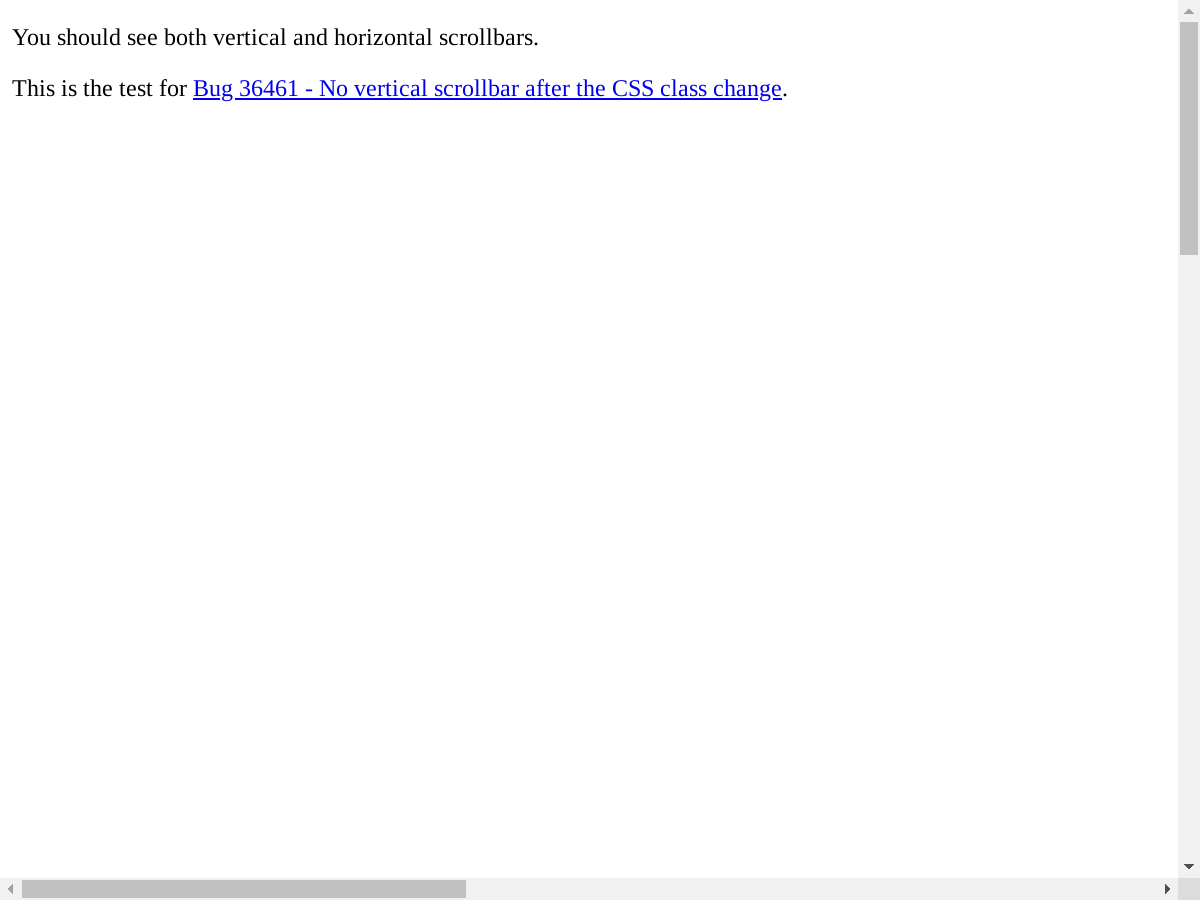 You should see both vertical and horizontal scrollbars.
This is the test for Bug 36461 - No vertical scrollbar after the CSS class change.